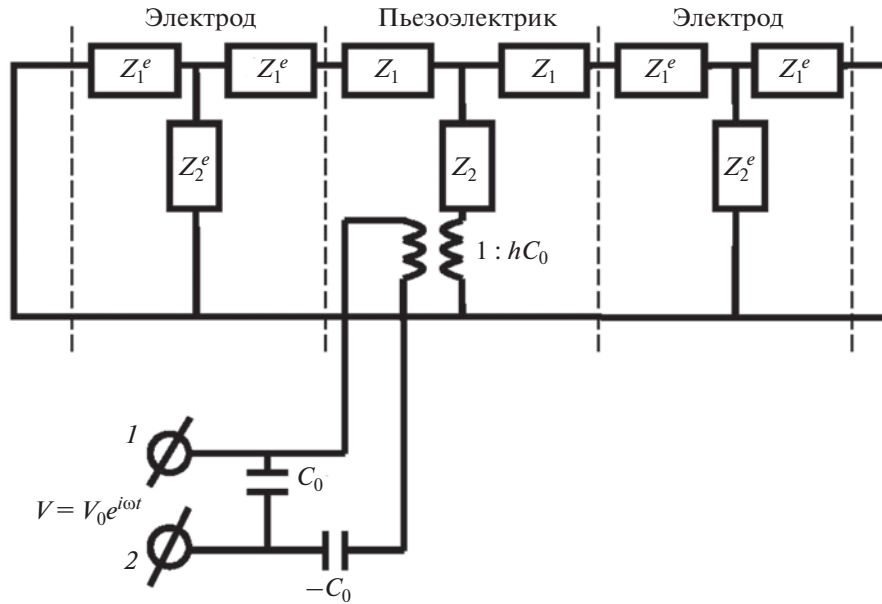 Электрод Пьезоэлектрик Электрод
Z₁ᵉ Z₁ᵉ Z₁ Z₁ Z₁ᵉ Z₁ᵉ
Z₂ᵉ Z₂ Z₂ᵉ
1 : hC₀
1
C₀
V = V₀e^{iωt}
2
−C₀